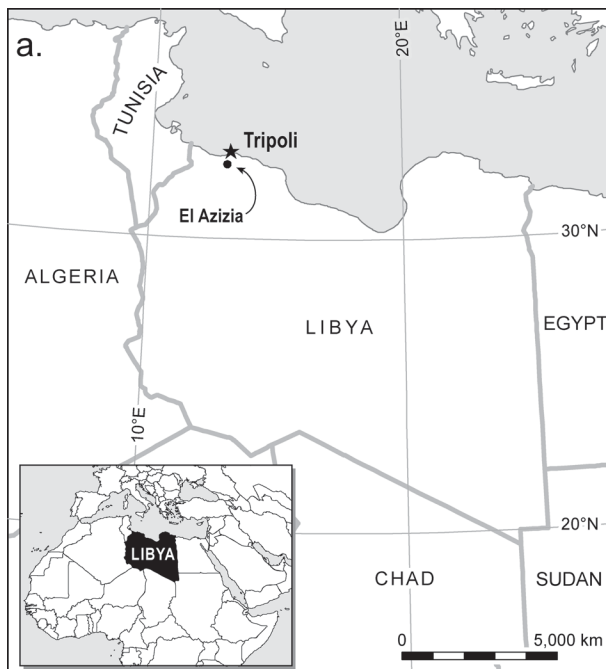 a.
20°E
TUNISIA
Tripoli
El Azizia
30°N
ALGERIA
LIBYA
EGYPT
10°E
LIBYA
20°N
CHAD
SUDAN
0
5,000 km